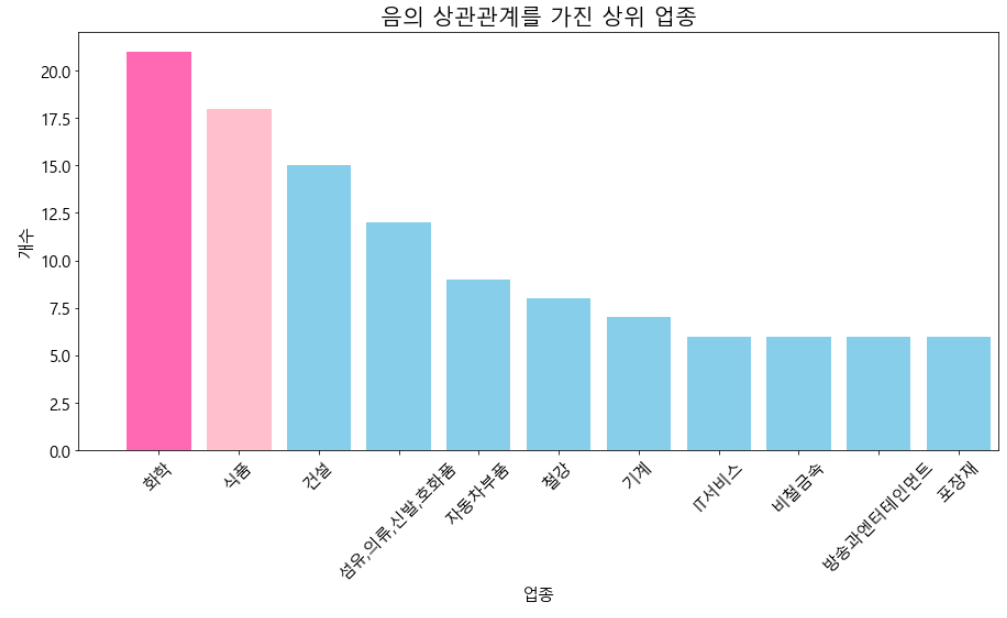 음의 상관관계를 가진 상위 업종
개수
20.0
17.5
15.0
12.5
10.0
7.5
5.0
2.5
0.0
화학
식품
건설
섬유,의류,신발,호화품
자동차부품
철강
기계
IT서비스
비철금속
방송과엔터테인먼드
포장재
업종